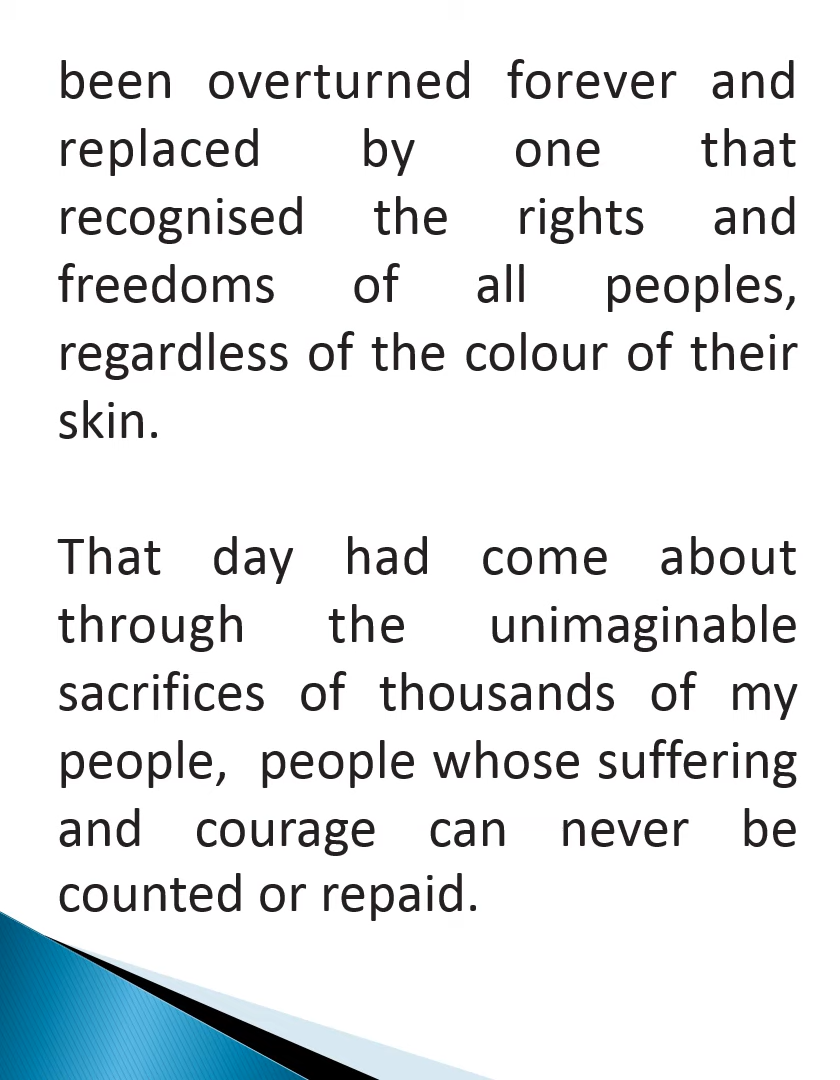 been overturned forever and
replaced by one that
recognised the rights and
freedoms of all peoples,
regardless of the colour of their
skin.
That day had come about
through the unimaginable
sacrifices of thousands of my
people, people whose suffering
and courage can never be
counted or repaid.